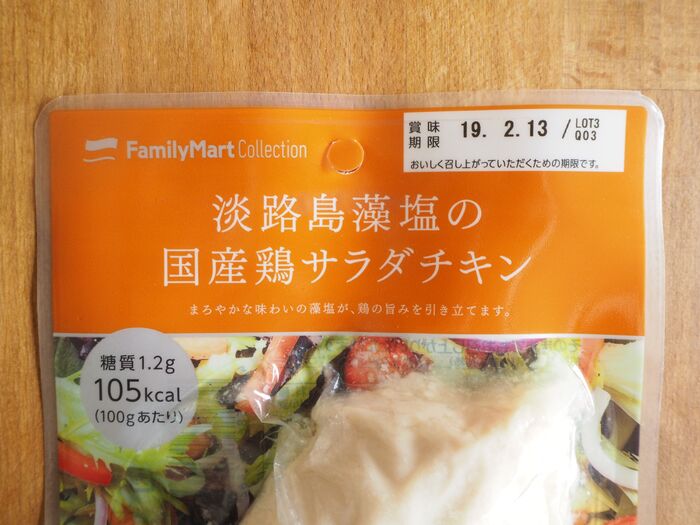 FamilyMart Collection
賞味期限 19. 2.13 / LOT3 Q03
おいしく召し上がっていただくための期限です。
淡路島藻塩の
国産鶏サラダチキン
まろやかな味わいの藻塩が、鶏の旨みを引き立てます。
糖質1.2g
105kcal
(100gあたり)